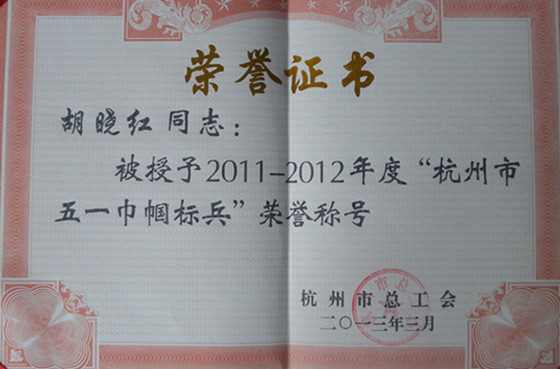 荣誉证书
胡晓红 同志：
被授予2011-2012年度“杭州市
五一巾帼标兵”荣誉称号
杭州市总工会
二〇一三年三月